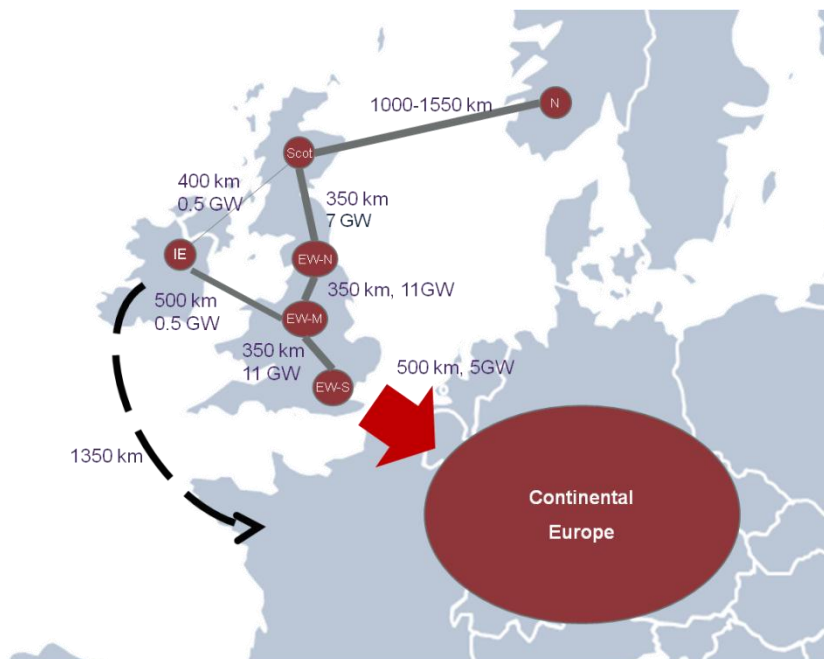 1000-1550 km
N
Scot
400 km
0.5 GW
350 km
7 GW
IE
EW-N
350 km, 11GW
500 km
0.5 GW
EW-M
350 km
11 GW
EW-S
500 km, 5GW
1350 km
Continental
Europe